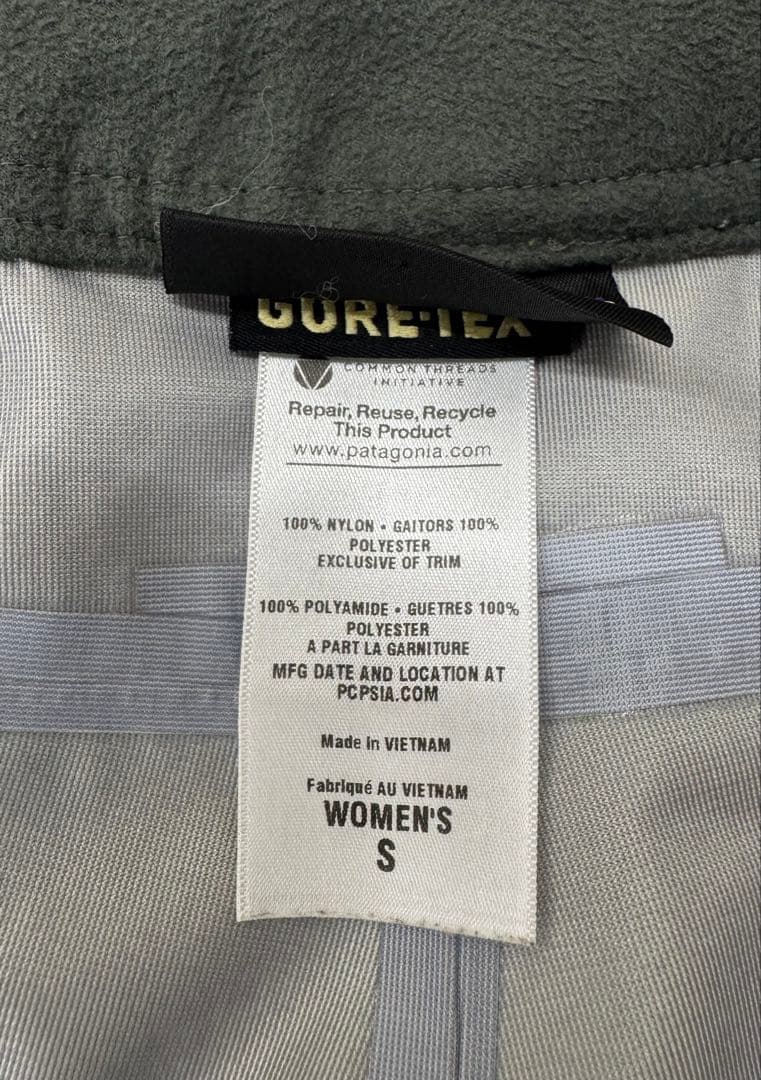 GORE-TEX
COMMON THREADS
INITIATIVE
Repair, Reuse, Recycle
This Product
www.patagonia.com
100% NYLON • GAITORS 100%
POLYESTER
EXCLUSIVE OF TRIM
100% POLYAMIDE • GUETRES 100%
POLYESTER
A PART LA GARNITURE
MFG DATE AND LOCATION AT
PCPSIA.COM
Made in VIETNAM
Fabriqué AU VIETNAM
WOMEN'S
S